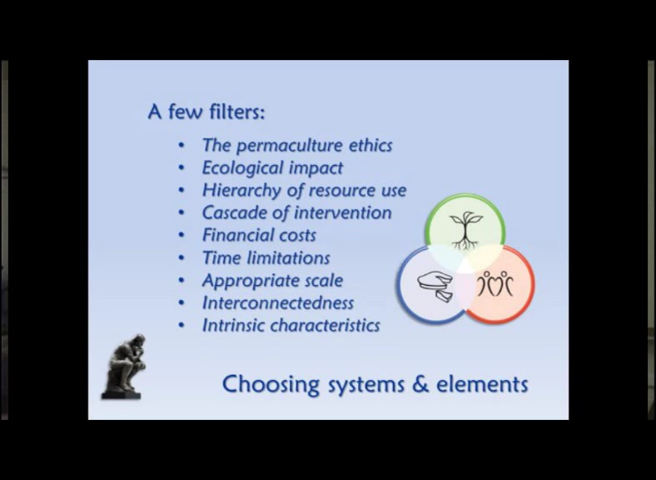 A few filters:
• The permaculture ethics
• Ecological impact
• Hierarchy of resource use
• Cascade of intervention
• Financial costs
• Time limitations
• Appropriate scale
• Interconnectedness
• Intrinsic characteristics
Choosing systems & elements